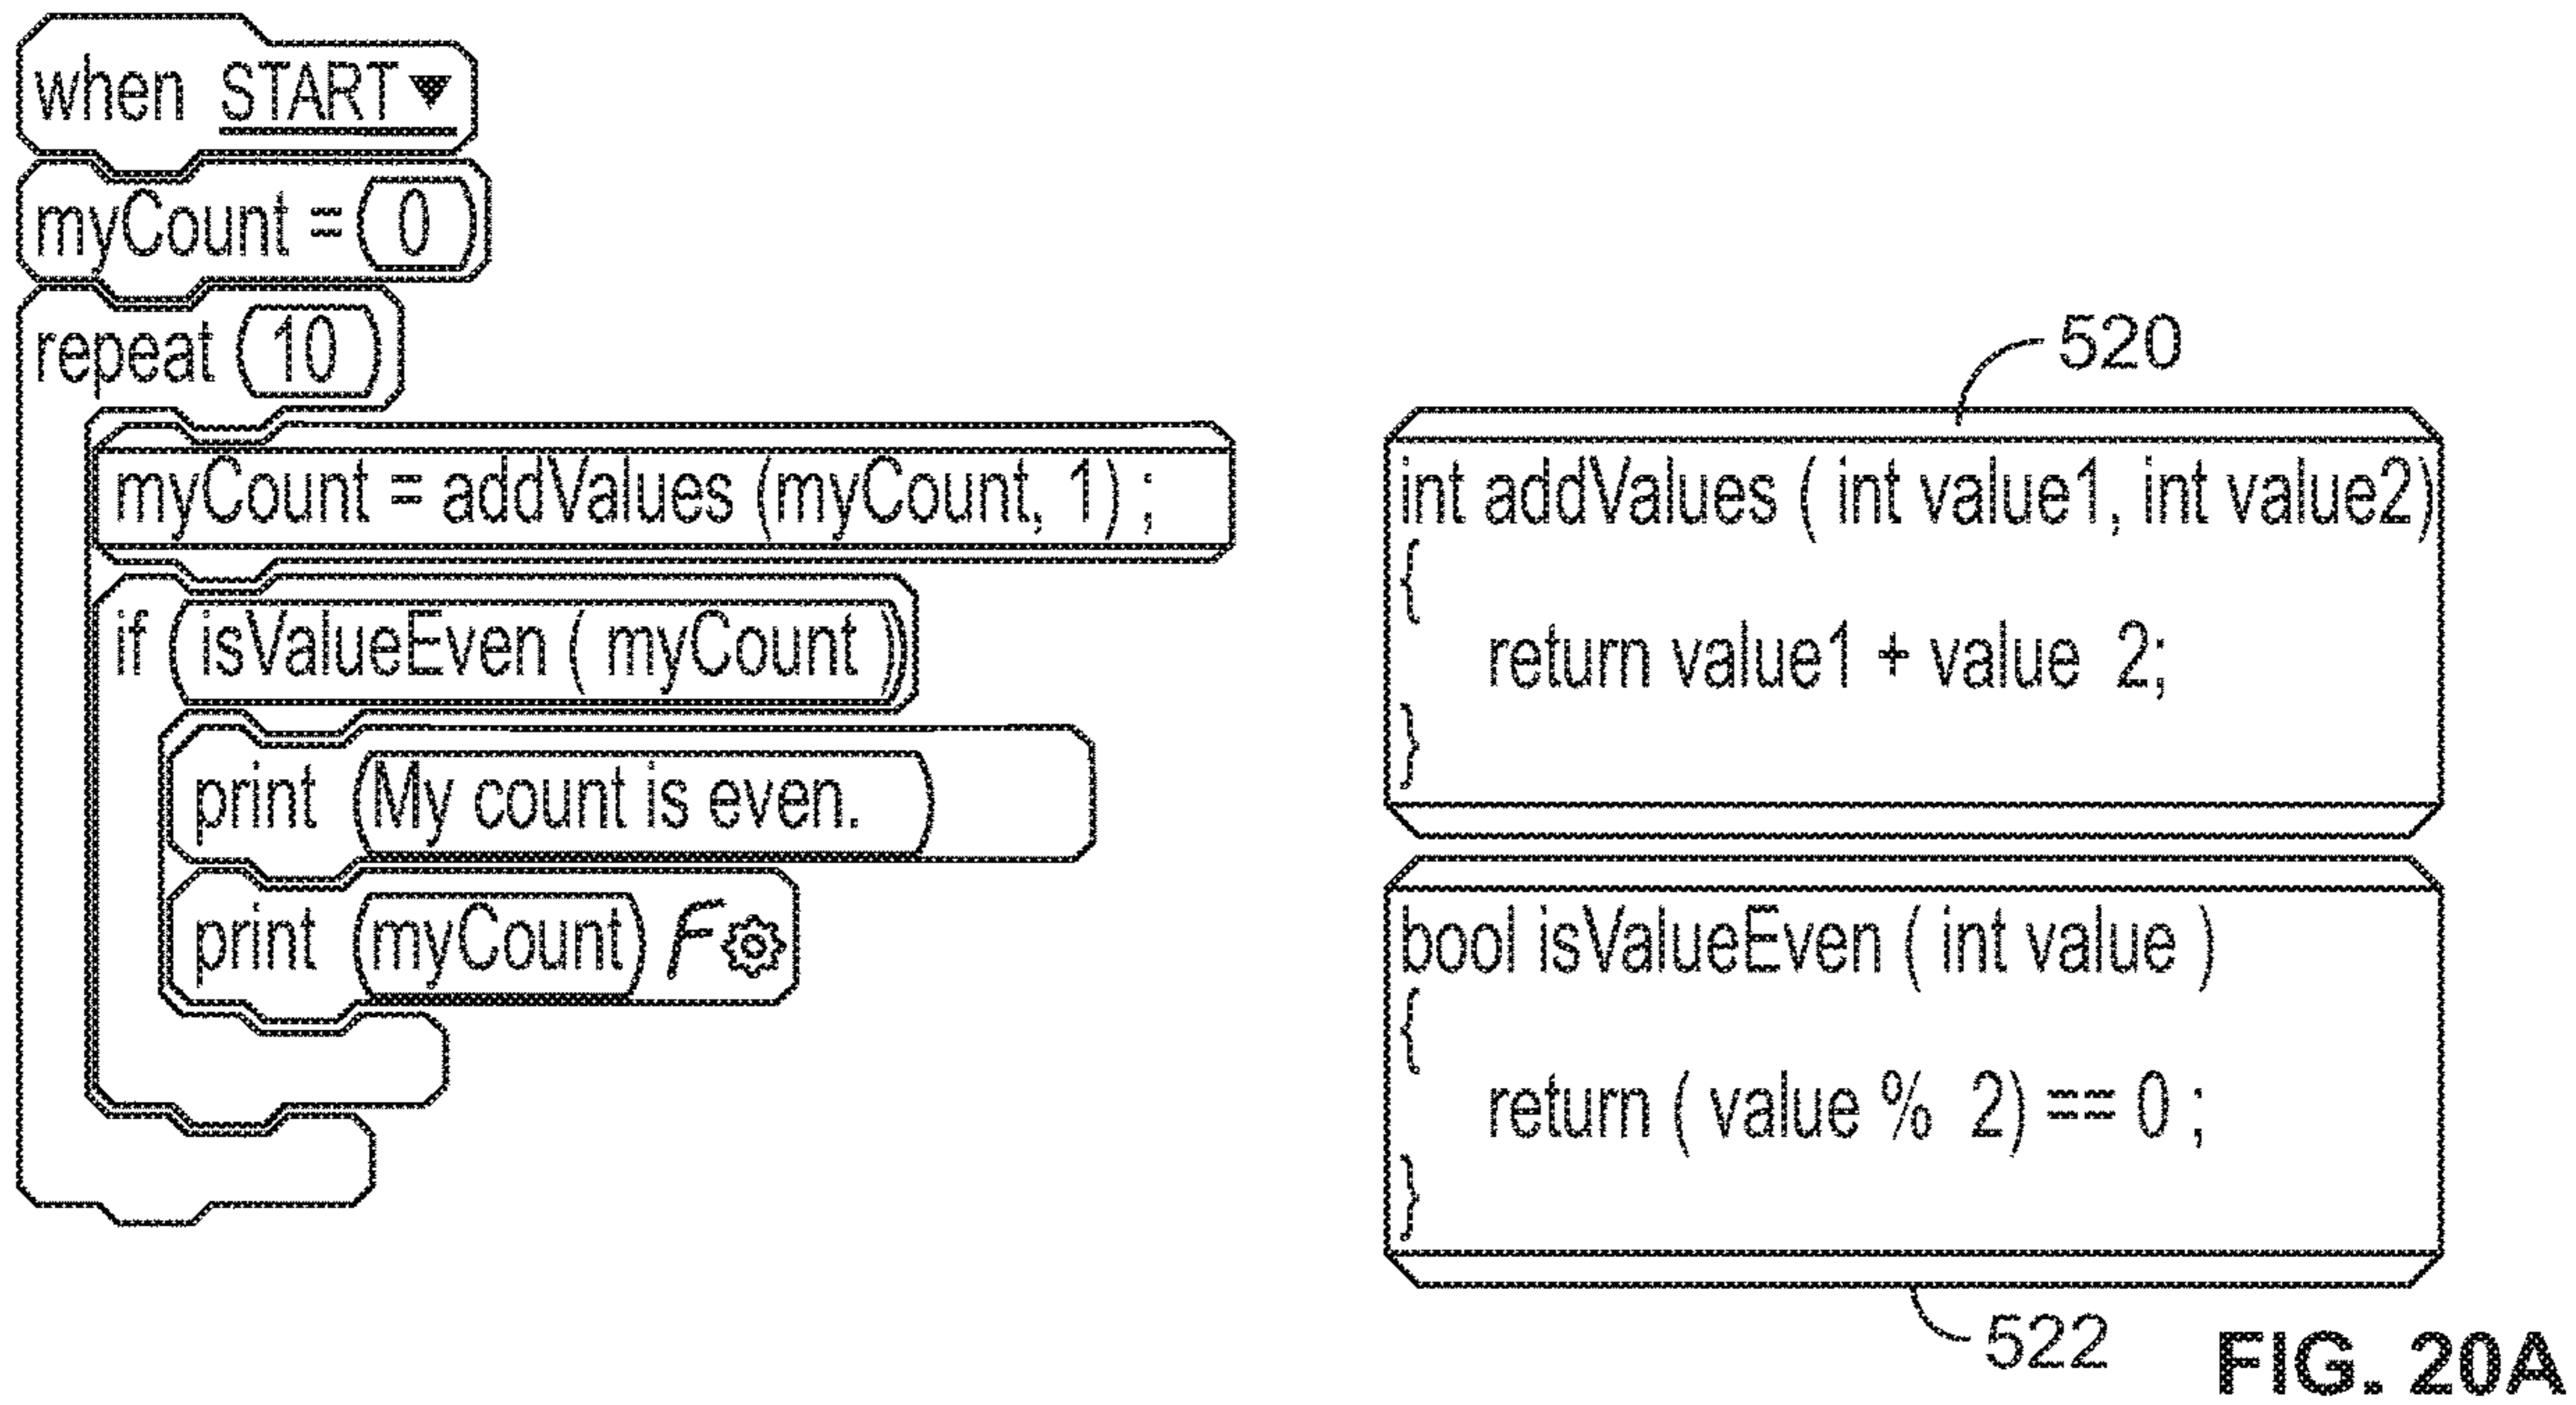 when START
myCount = 0
repeat 10
myCount = addValues (myCount, 1) ;
if isValueEven ( myCount )
print My count is even.
print myCount F
520
int addValues ( int value1, int value2)
{
return value1 + value 2;
}
bool isValueEven ( int value )
{
return ( value % 2) == 0 ;
}
522
FIG. 20A